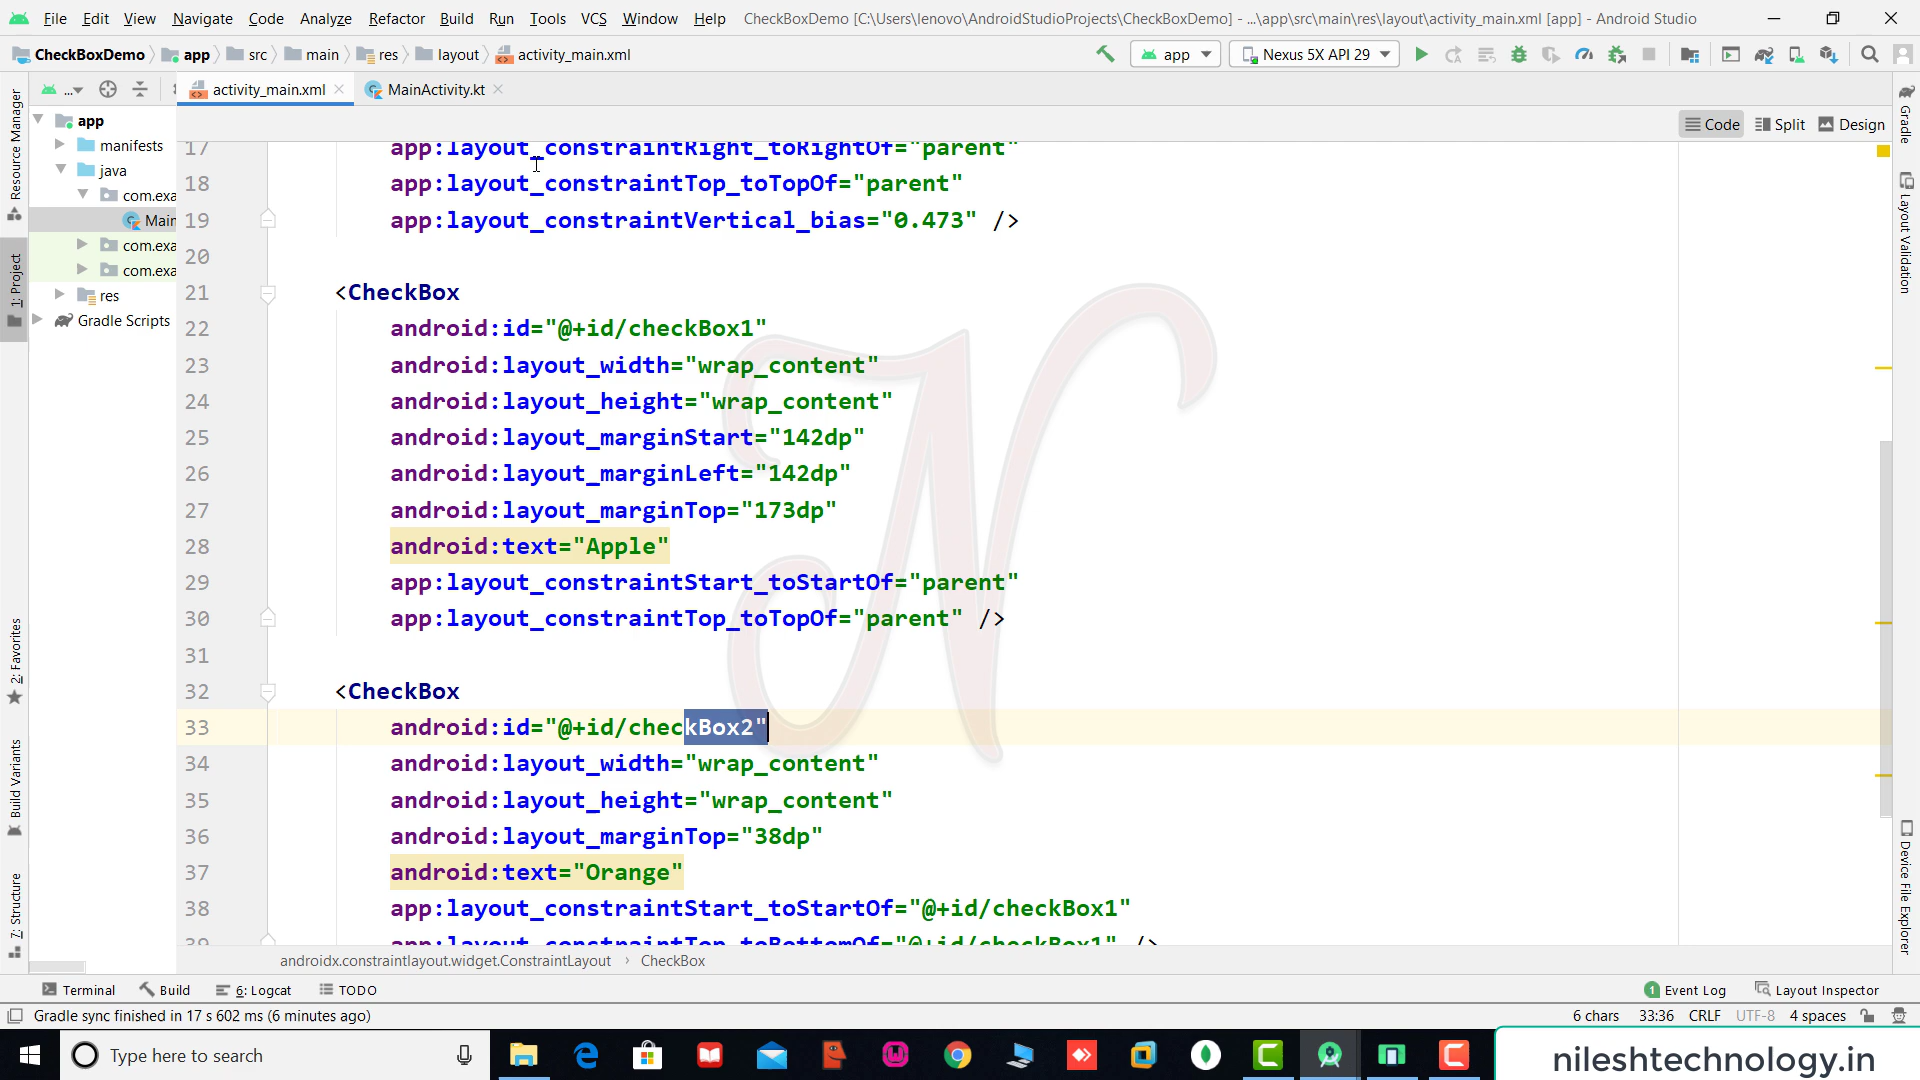 File Edit View Navigate Code Analyze Refactor Build Run Tools VCS Window Help CheckBoxDemo [C:\Users\lenovo\AndroidStudioProjects\CheckBoxDemo] - ...\app\src\main\res\layout\activity_main.xml [app] - Android Studio
CheckBoxDemo app src main res layout activity_main.xml app Nexus 5X API 29
... activity_main.xml MainActivity.kt
Code Split Design
app
manifests
java
com.exa
Main
com.exa
com.exa
res
Gradle Scripts
Resource Manager
1: Project
2: Favorites
Build Variants
7: Structure
17 app:layout_constraintRight_toRightOf="parent"
18 app:layout_constraintTop_toTopOf="parent"
19 app:layout_constraintVertical_bias="0.473" />
20
21 <CheckBox
22 android:id="@+id/checkBox1"
23 android:layout_width="wrap_content"
24 android:layout_height="wrap_content"
25 android:layout_marginStart="142dp"
26 android:layout_marginLeft="142dp"
27 android:layout_marginTop="173dp"
28 android:text="Apple"
29 app:layout_constraintStart_toStartOf="parent"
30 app:layout_constraintTop_toTopOf="parent" />
31
32 <CheckBox
33 android:id="@+id/checkBox2"
34 android:layout_width="wrap_content"
35 android:layout_height="wrap_content"
36 android:layout_marginTop="38dp"
37 android:text="Orange"
38 app:layout_constraintStart_toStartOf="@+id/checkBox1"
39 app:layout_constraintTop_toBottomOf="@+id/checkBox1" />
N
Gradle
Layout Validation
Device File Explorer
androidx.constraintlayout.widget.ConstraintLayout › CheckBox
Terminal Build 6: Logcat TODO 1 Event Log Layout Inspector
Gradle sync finished in 17 s 602 ms (6 minutes ago) 6 chars 33:36 CRLF UTF-8 4 spaces
Type here to search
nileshtechnology.in